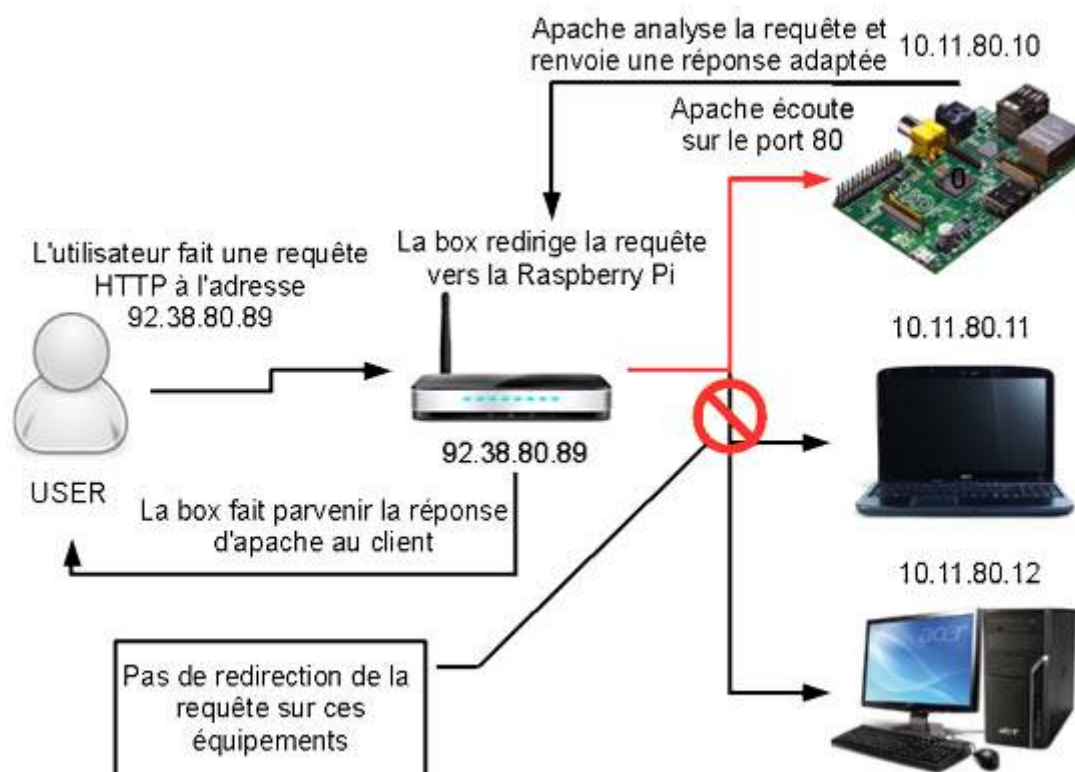 Apache analyse la requête et
renvoie une réponse adaptée
10.11.80.10
Apache écoute
sur le port 80
0
L'utilisateur fait une requête
HTTP à l'adresse
92.38.80.89
La box redirige la requête
vers la Raspberry Pi
10.11.80.11
92.38.80.89
USER
La box fait parvenir la réponse
d'apache au client
10.11.80.12
acer
Pas de redirection de la
requête sur ces
équipements